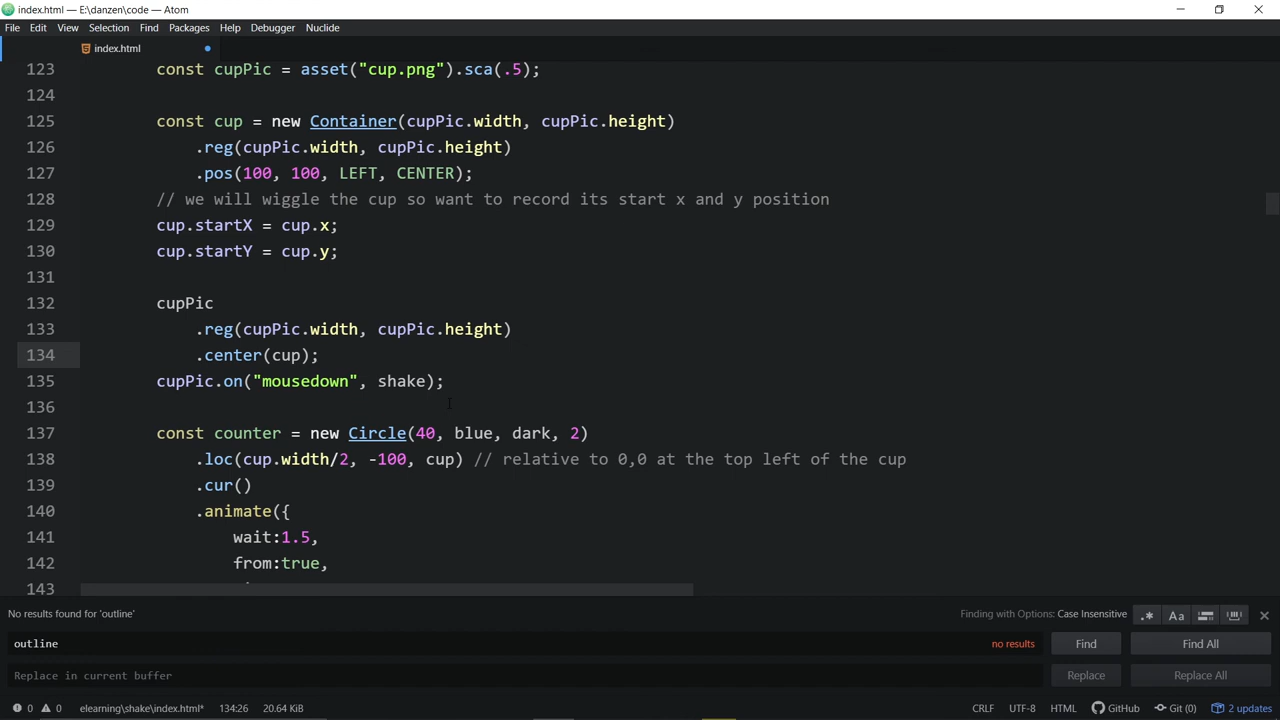 index.html — E:\danzen\code — Atom
File Edit View Selection Find Packages Help Debugger Nuclide
index.html
123 const cupPic = asset("cup.png").sca(.5);
124
125 const cup = new Container(cupPic.width, cupPic.height)
126 .reg(cupPic.width, cupPic.height)
127 .pos(100, 100, LEFT, CENTER);
128 // we will wiggle the cup so want to record its start x and y position
129 cup.startX = cup.x;
130 cup.startY = cup.y;
131
132 cupPic
133 .reg(cupPic.width, cupPic.height)
134 .center(cup);
135 cupPic.on("mousedown", shake);
136
137 const counter = new Circle(40, blue, dark, 2)
138 .loc(cup.width/2, -100, cup) // relative to 0,0 at the top left of the cup
139 .cur()
140 .animate({
141 wait:1.5,
142 from:true,
143
No results found for 'outline' Finding with Options: Case Insensitive .* Aa
outline no results Find Find All
Replace in current buffer Replace Replace All
0 0 elearning\shake\index.html* 134:26 20.64 KiB CRLF UTF-8 HTML GitHub Git (0) 2 updates